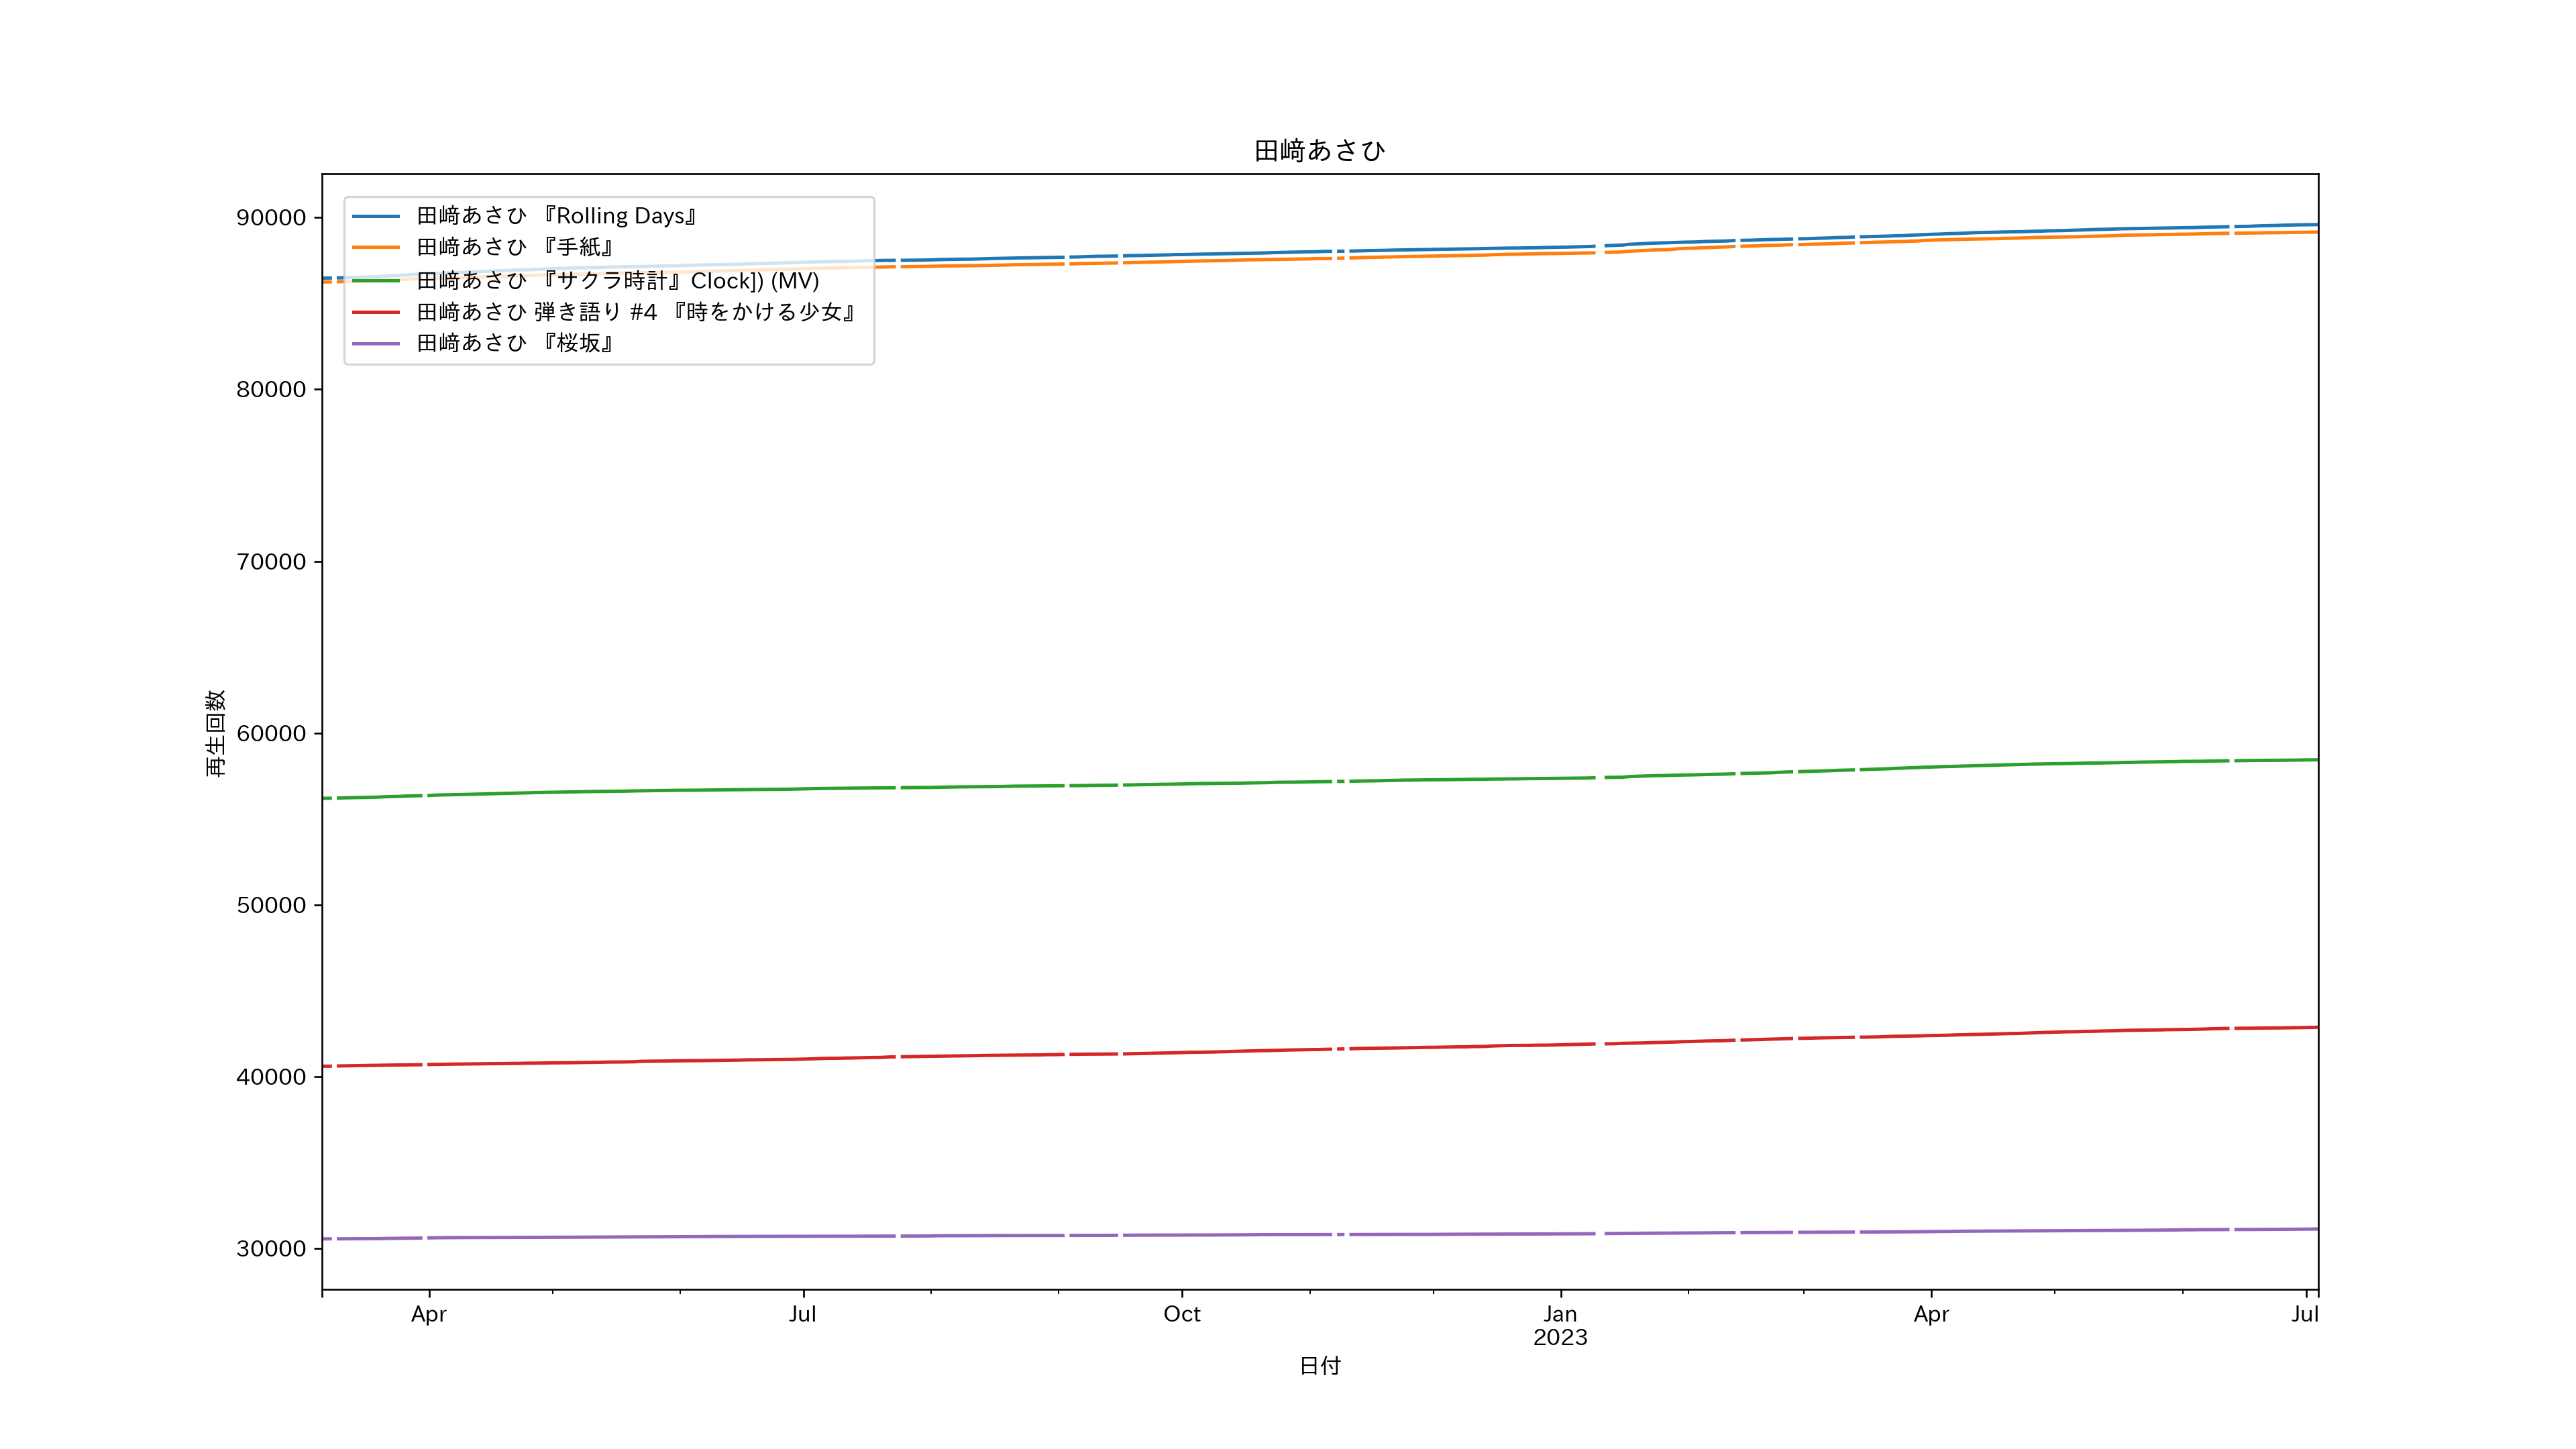 田﨑あさひ
90000
80000
70000
60000
50000
40000
30000
再生回数
田﨑あさひ 『Rolling Days』
田﨑あさひ 『手紙』
田﨑あさひ 『サクラ時計』Clock]) (MV)
田﨑あさひ 弾き語り #4 『時をかける少女』
田﨑あさひ 『桜坂』
Apr Jul Oct Jan Apr Jul
2023
日付